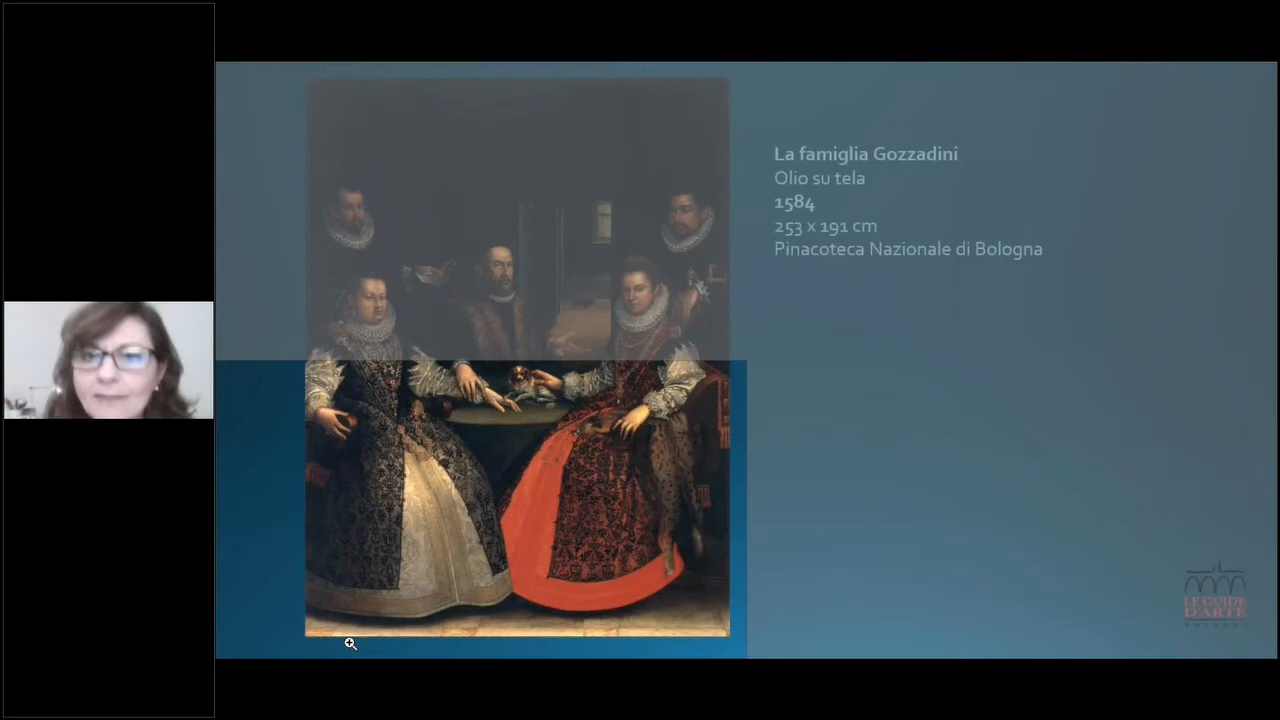 La famiglia Gozzadini
Olio su tela
1584
253 x 191 cm
Pinacoteca Nazionale di Bologna
LE GUIDE
D'ARTE